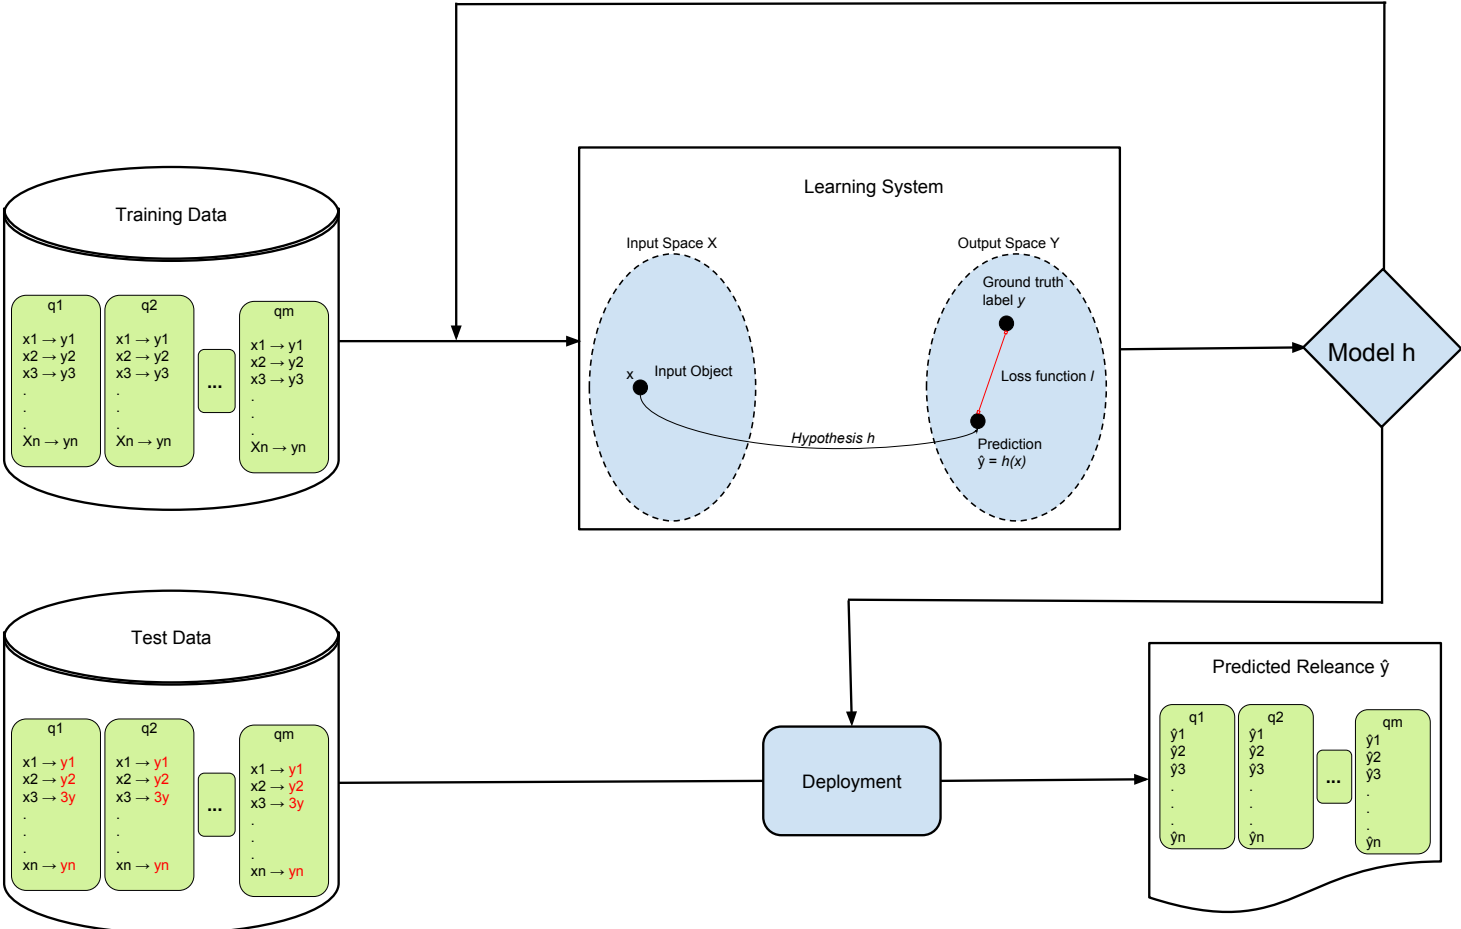 Training Data
q1
x1 → y1
x2 → y2
x3 → y3
.
.
.
Xn → yn
q2
x1 → y1
x2 → y2
x3 → y3
.
.
.
Xn → yn
...
qm
x1 → y1
x2 → y2
x3 → y3
.
.
.
Xn → yn
Learning System
Input Space X
x
Input Object
Hypothesis h
Output Space Y
Ground truth
label y
Loss function l
Prediction
ŷ = h(x)
Model h
Test Data
q1
x1 → y1
x2 → y2
x3 → 3y
.
.
.
xn → yn
q2
x1 → y1
x2 → y2
x3 → 3y
.
.
.
xn → yn
...
qm
x1 → y1
x2 → y2
x3 → 3y
.
.
.
xn → yn
Deployment
Predicted Releance ŷ
q1
ŷ1
ŷ2
ŷ3
.
.
.
ŷn
q2
ŷ1
ŷ2
ŷ3
.
.
.
ŷn
...
qm
ŷ1
ŷ2
ŷ3
.
.
.
ŷn